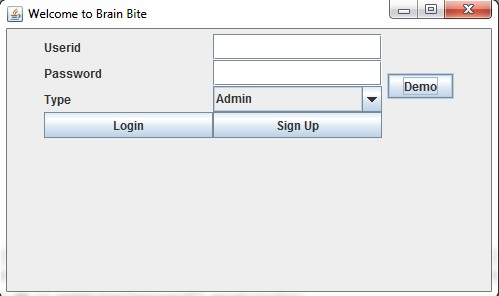 Welcome to Brain Bite
Userid
Password
Demo
Type Admin
Login Sign Up